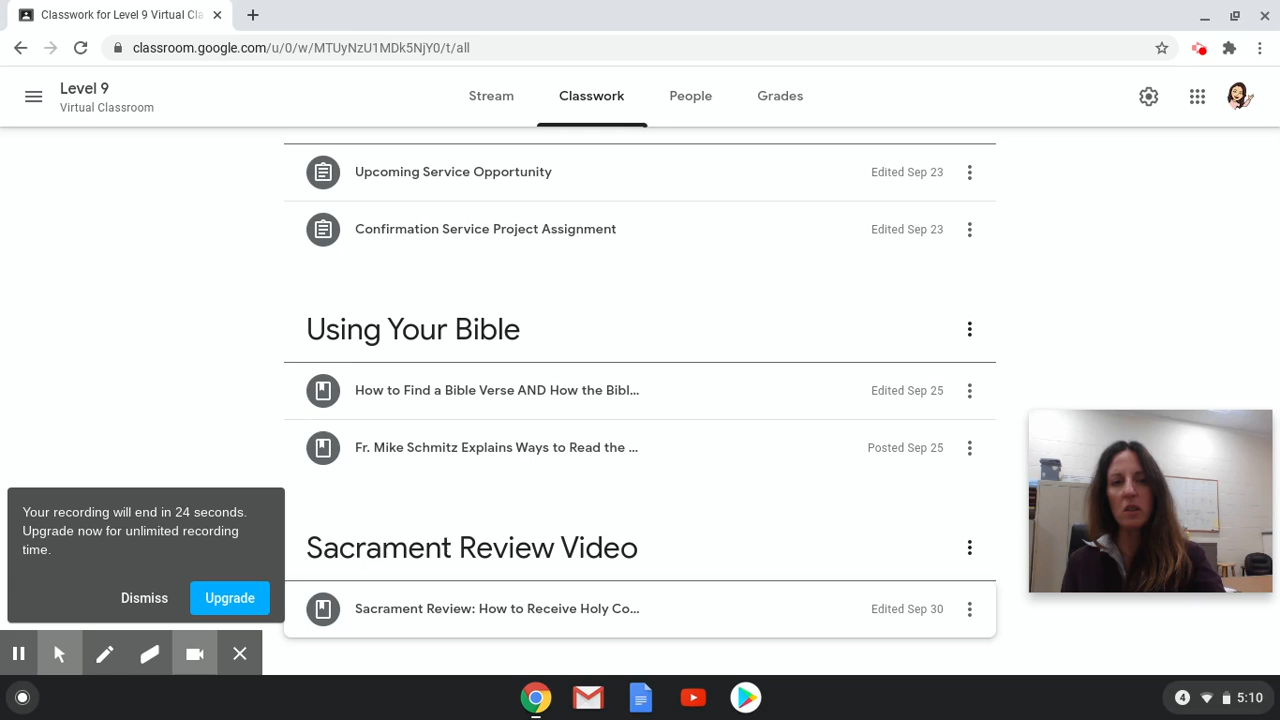 Classwork for Level 9 Virtual Cla
classroom.google.com/u/0/w/MTUyNzU1MDk5NjY0/t/all
Level 9
Virtual Classroom
Stream
Classwork
People
Grades
Upcoming Service Opportunity
Edited Sep 23
Confirmation Service Project Assignment
Edited Sep 23
Using Your Bible
How to Find a Bible Verse AND How the Bibl...
Edited Sep 25
Fr. Mike Schmitz Explains Ways to Read the ...
Posted Sep 25
Your recording will end in 24 seconds.
Upgrade now for unlimited recording
time.
Dismiss
Upgrade
Sacrament Review Video
Sacrament Review: How to Receive Holy Co...
Edited Sep 30
4
5:10